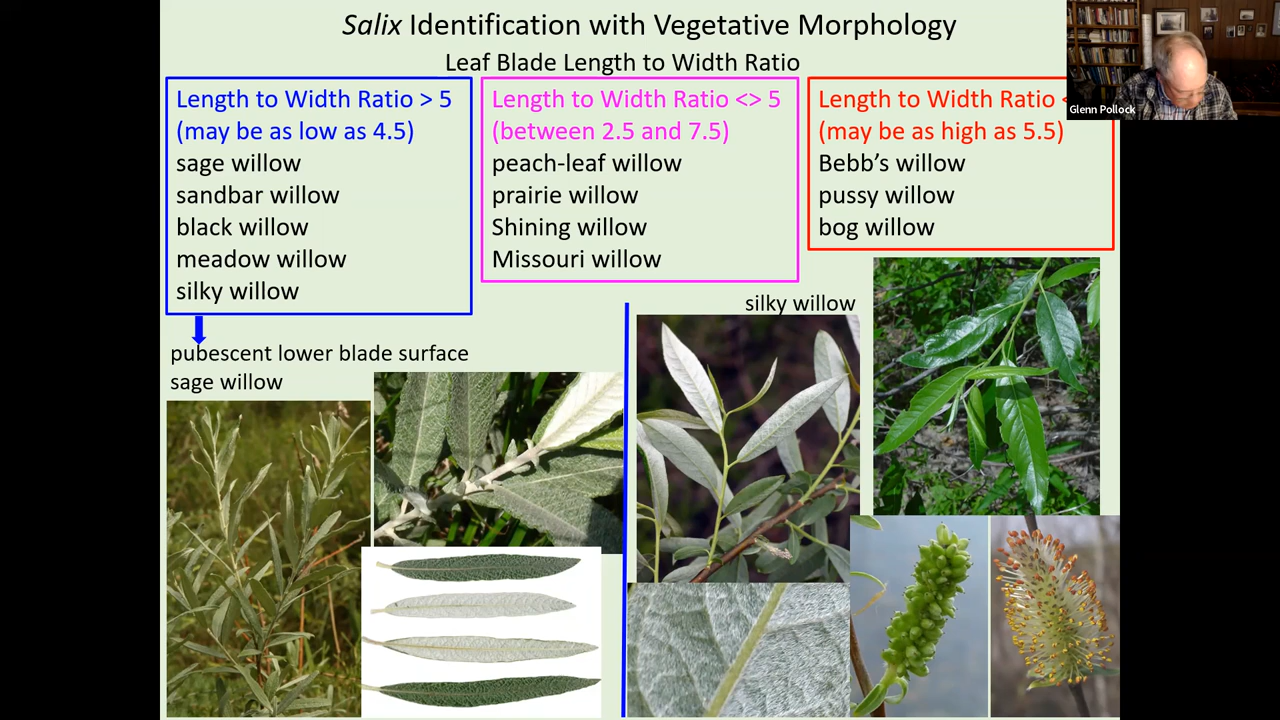 Salix Identification with Vegetative Morphology
Leaf Blade Length to Width Ratio
Length to Width Ratio > 5
(may be as low as 4.5)
sage willow
sandbar willow
black willow
meadow willow
silky willow
Length to Width Ratio <> 5
(between 2.5 and 7.5)
peach-leaf willow
prairie willow
Shining willow
Missouri willow
Length to Width Ratio <
(may be as high as 5.5)
Bebb’s willow
pussy willow
bog willow
Glenn Pollock
pubescent lower blade surface
sage willow
silky willow